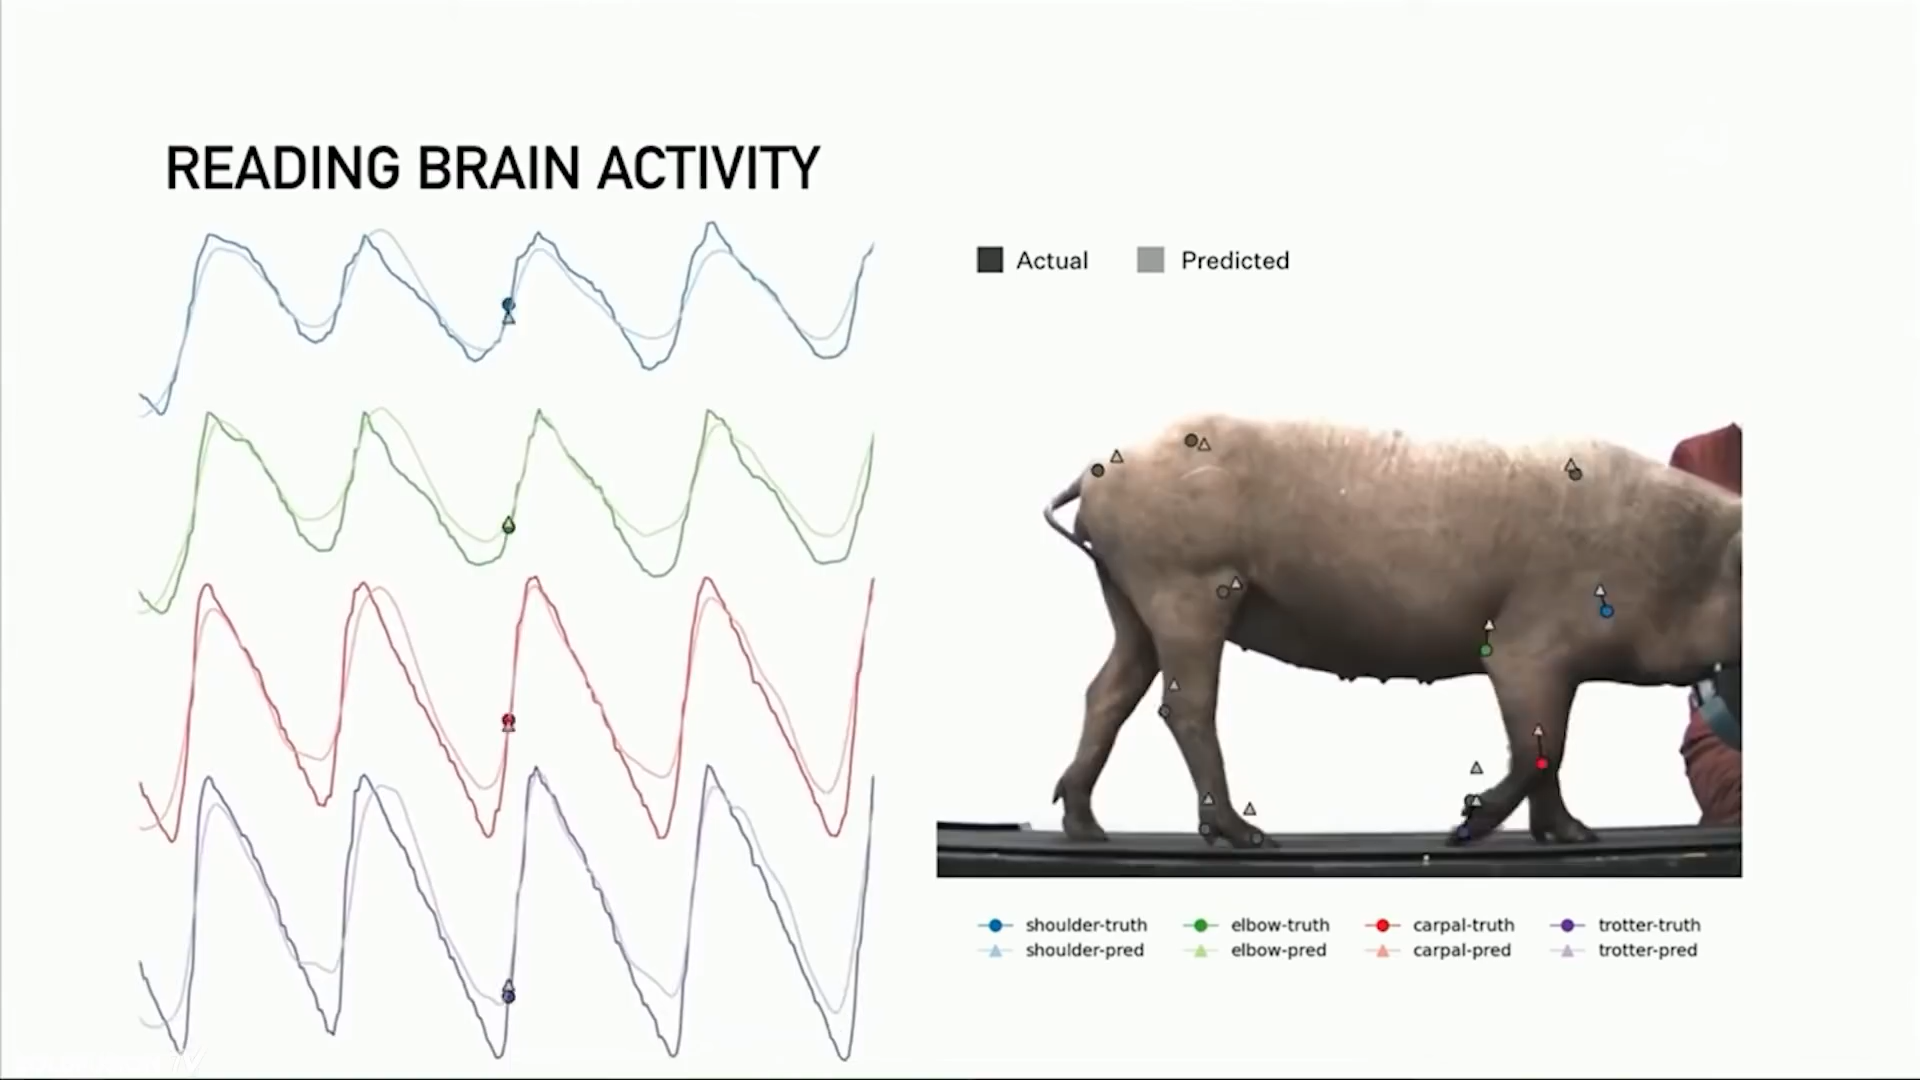 READING BRAIN ACTIVITY
Actual Predicted
shoulder-truth elbow-truth carpal-truth trotter-truth
shoulder-pred elbow-pred carpal-pred trotter-pred